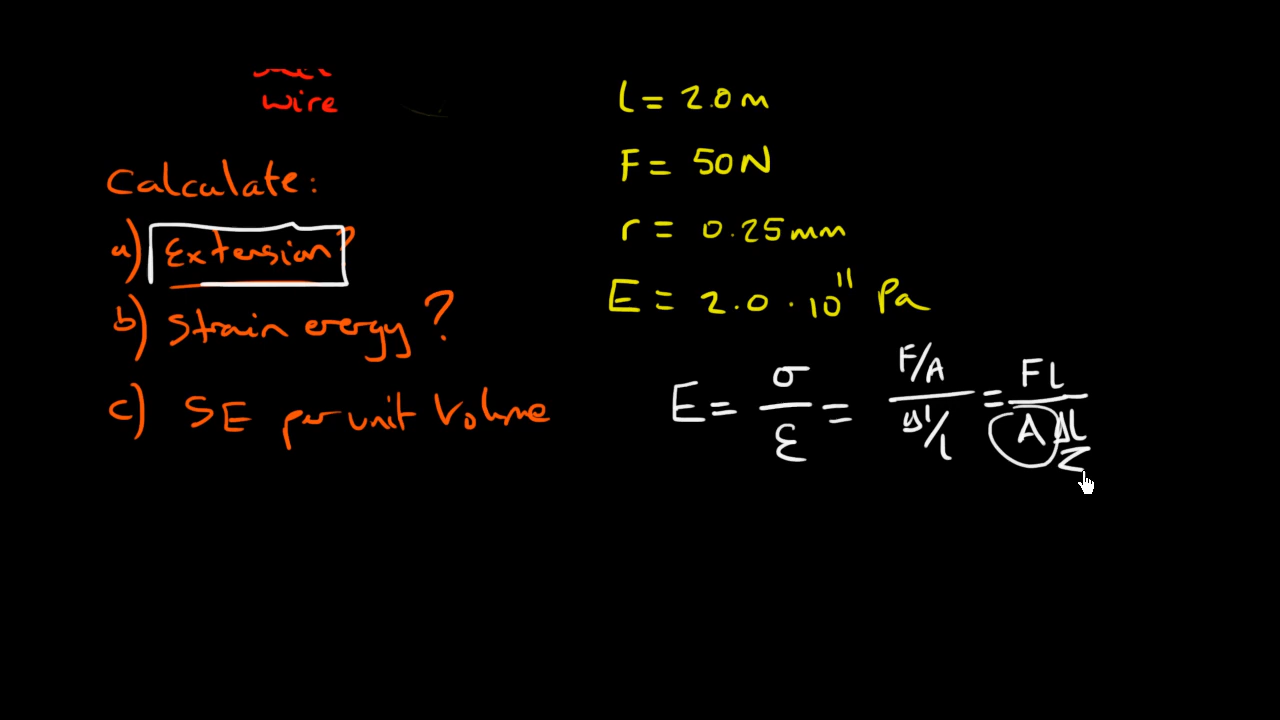 wire
Calculate:
a) Extension?
b) Strain energy?
c) SE per unit Volume
l = 2.0 m
F = 50 N
r = 0.25 mm
E = 2.0 · 10¹¹ Pa
E = σ/ε = (F/A)/(Δl/l) = FL/(AΔl)